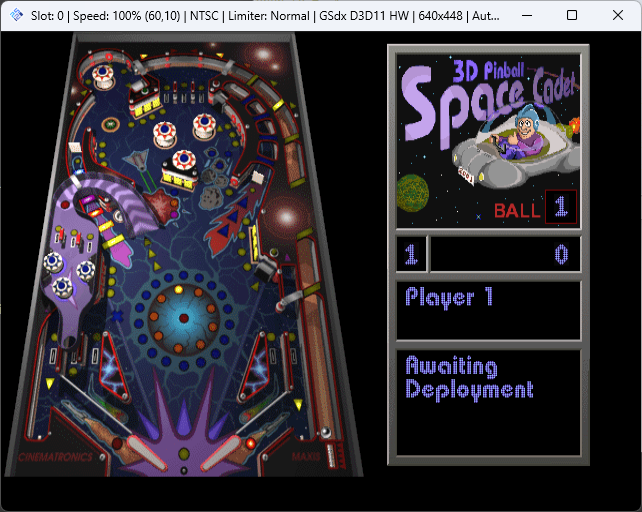 Slot: 0 | Speed: 100% (60,10) | NTSC | Limiter: Normal | GSdx D3D11 HW | 640x448 | Aut...
3D Pinball
Space Cadet
BALL 1
1 0
Player 1
Awaiting
Deployment
CINEMATRONICS
MAXIS